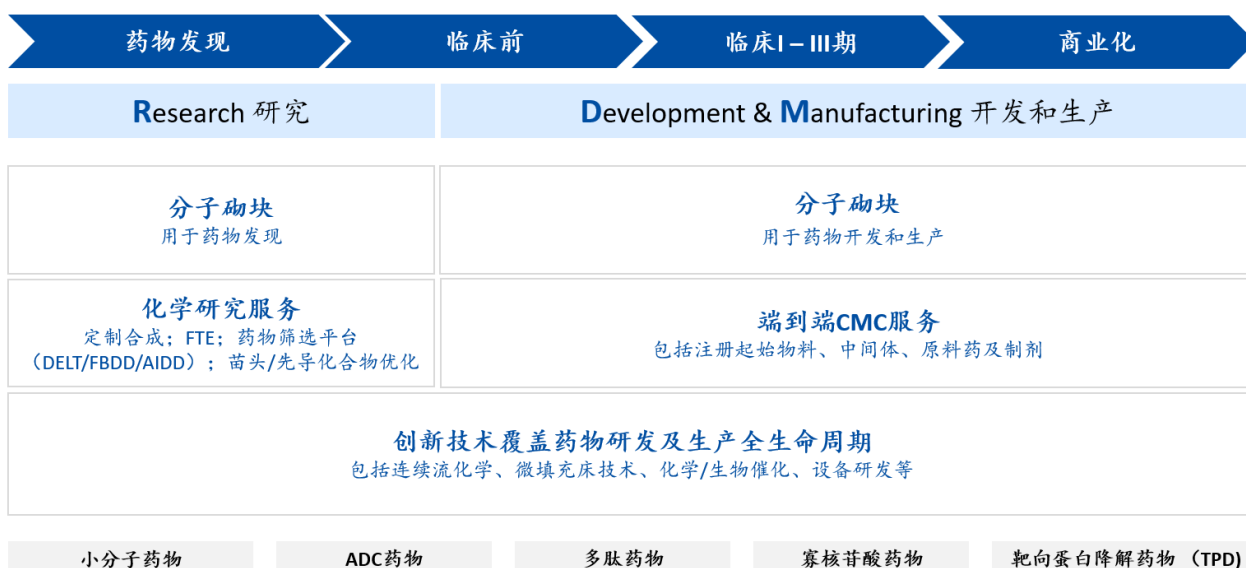 药物发现
临床前
临床I – III期
商业化
Research 研究
Development & Manufacturing 开发和生产
分子砌块
用于药物发现
分子砌块
用于药物开发和生产
化学研究服务
定制合成；FTE；药物筛选平台
（DELT/FBDD/AIDD）；苗头/先导化合物优化
端到端CMC服务
包括注册起始物料、中间体、原料药及制剂
创新技术覆盖药物研发及生产全生命周期
包括连续流化学、微填充床技术、化学/生物催化、设备研发等
小分子药物
ADC药物
多肽药物
寡核苷酸药物
靶向蛋白降解药物 （TPD)